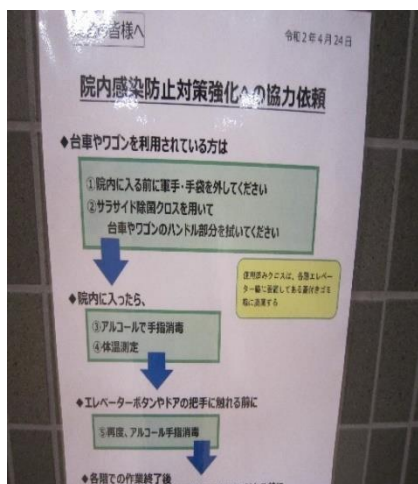 皆様へ
令和2年4月24日
院内感染防止対策強化への協力依頼
◆台車やワゴンを利用されている方は
①院内に入る前に軍手・手袋を外してください
②サラサイド除菌クロスを用いて
台車やワゴンのハンドル部分を拭いてください
使用済みクロスは、各階エレベー
ター脇に設置してある蓋付きゴミ
箱に廃棄する
◆院内に入ったら、
③アルコールで手指消毒
④体温測定
◆エレベーターボタンやドアの把手に触れる前に
⑤再度、アルコール手指消毒
◆各階での作業終了後